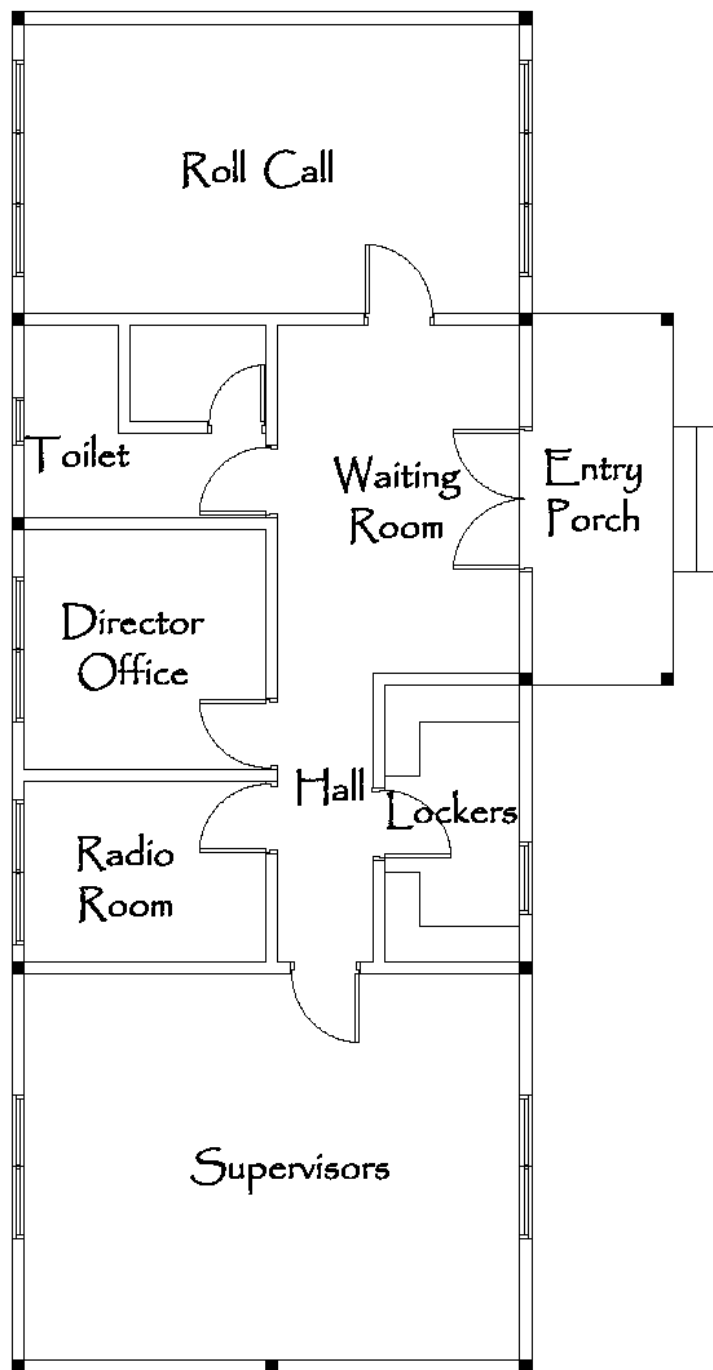 Roll Call
Toilet
Waiting
Room
Entry
Porch
Director
Office
Hall
Lockers
Radio
Room
Supervisors